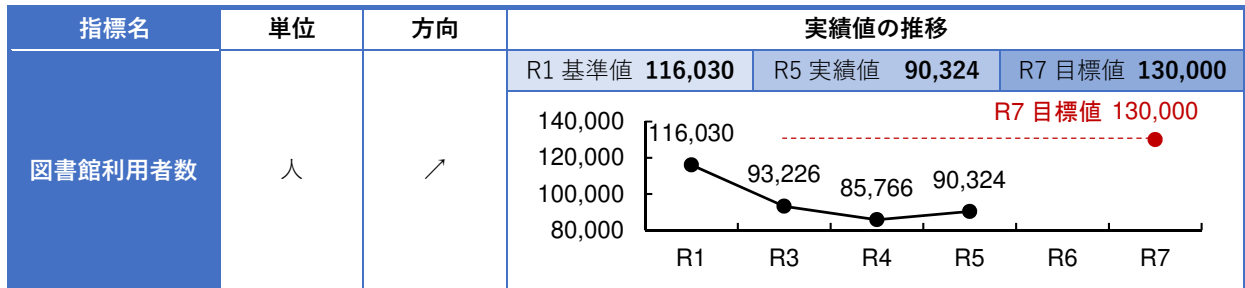 指標名 単位 方向 実績値の推移
R1 基準値 116,030 R5 実績値 90,324 R7 目標値 130,000
図書館利用者数 人 ↗
R7 目標値 130,000
140,000
120,000
100,000
80,000
116,030
93,226
85,766
90,324
R1 R3 R4 R5 R6 R7